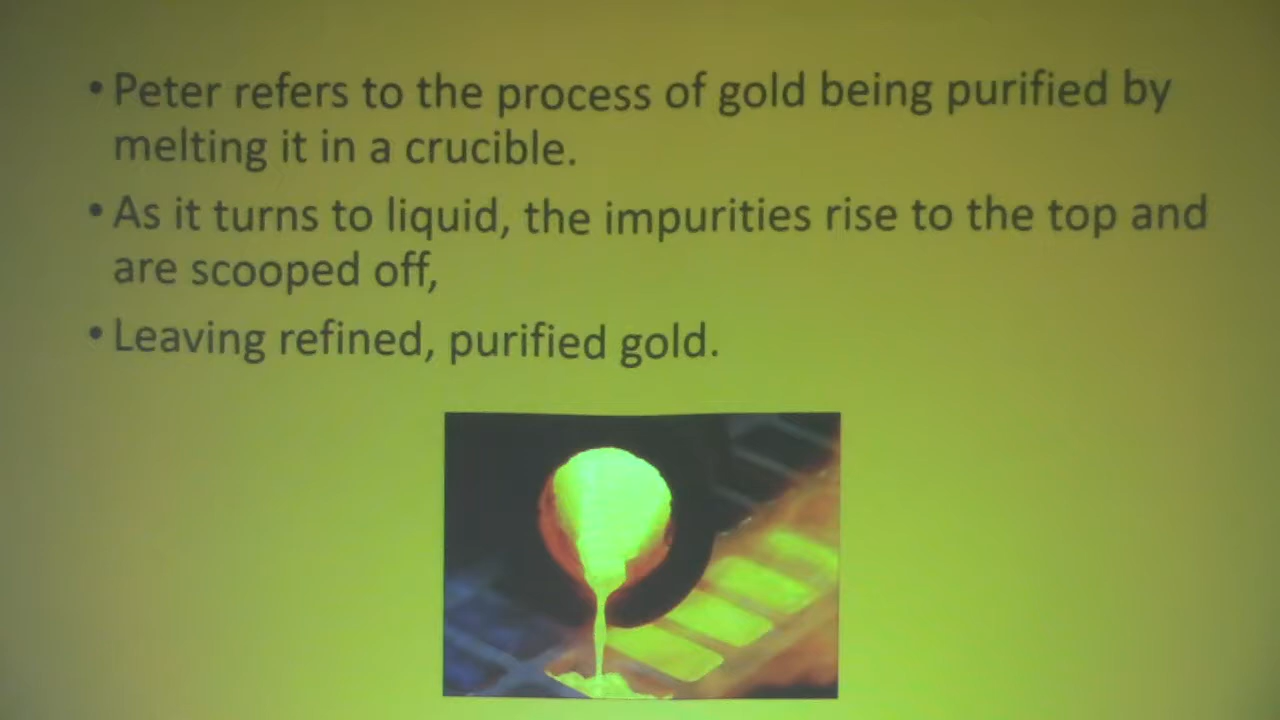 • Peter refers to the process of gold being purified by
melting it in a crucible.
• As it turns to liquid, the impurities rise to the top and
are scooped off,
• Leaving refined, purified gold.